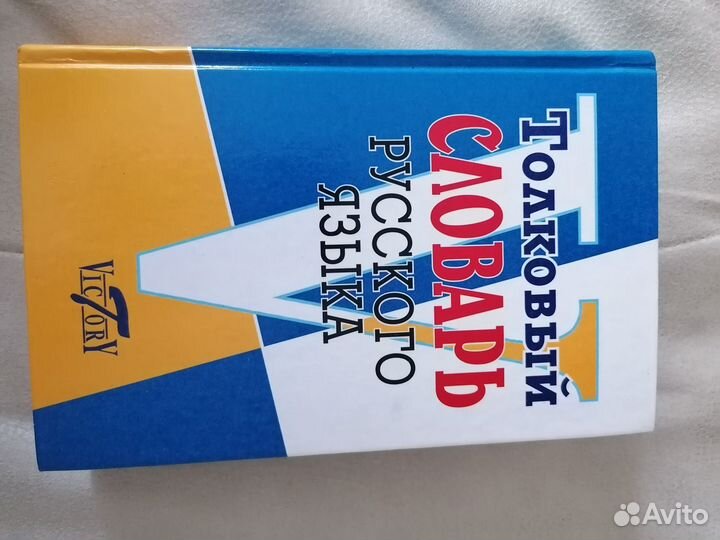 Толковый
СЛОВАРЬ
РУССКОГО
ЯЗЫКА
VICTORY
Avito